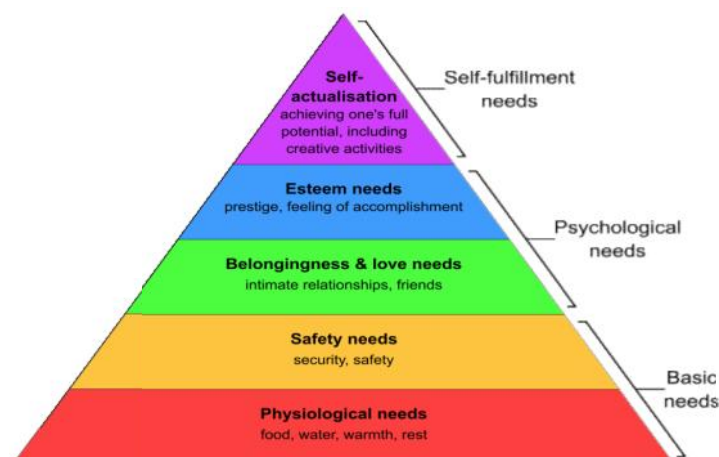 Self-
actualisation
achieving one's full
potential, including
creative activities
Self-fulfillment
needs
Esteem needs
prestige, feeling of accomplishment
Psychological
needs
Belongingness & love needs
intimate relationships, friends
Safety needs
security, safety
Basic
needs
Physiological needs
food, water, warmth, rest